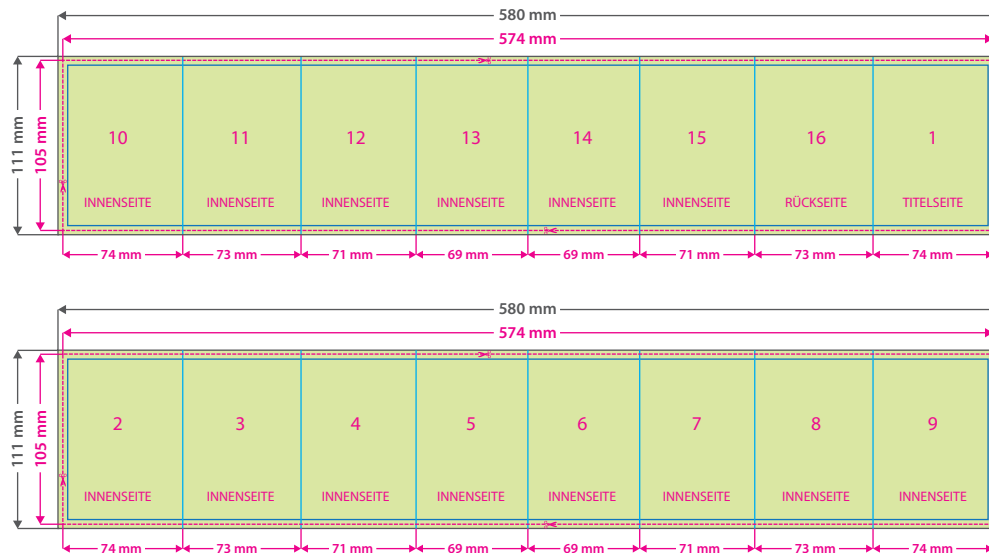 580 mm
574 mm
111 mm
105 mm
10 11 12 13 14 15 16 1
INNENSEITE INNENSEITE INNENSEITE INNENSEITE INNENSEITE INNENSEITE RÜCKSEITE TITELSEITE
74 mm 73 mm 71 mm 69 mm 69 mm 71 mm 73 mm 74 mm
580 mm
574 mm
111 mm
105 mm
2 3 4 5 6 7 8 9
INNENSEITE INNENSEITE INNENSEITE INNENSEITE INNENSEITE INNENSEITE INNENSEITE INNENSEITE
74 mm 73 mm 71 mm 69 mm 69 mm 71 mm 73 mm 74 mm